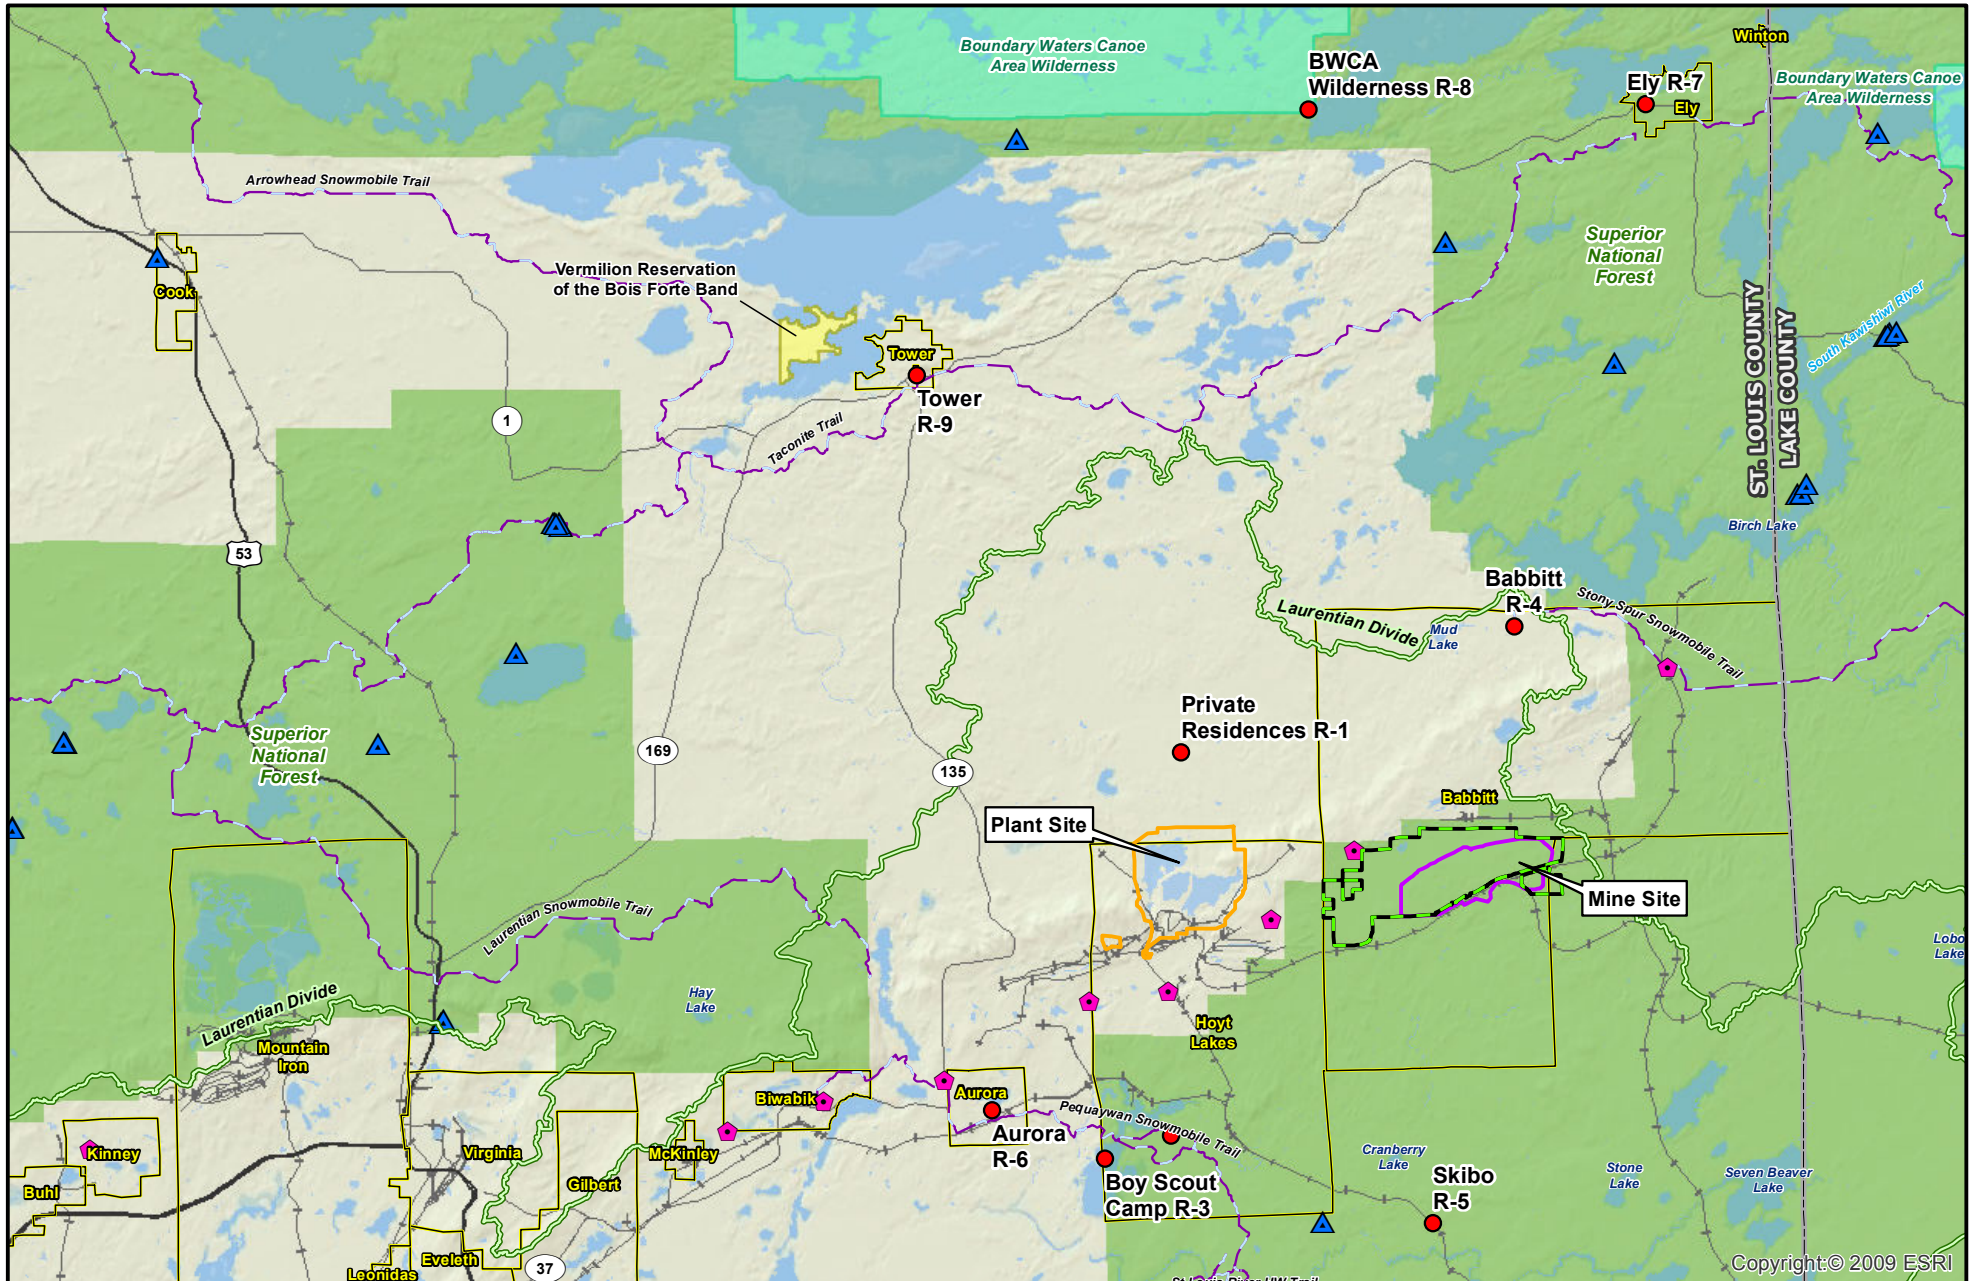 Winton
Boundary Waters Canoe
Area Wilderness
BWCA
Wilderness R-8
Ely R-7
Ely
Boundary Waters Canoe
Area Wilderness
Arrowhead Snowmobile Trail
Superior
National
Forest
Vermilion Reservation
of the Bois Forte Band
Cook
ST. LOUIS COUNTY
LAKE COUNTY
South Kawishiwi River
Tower
Tower
R-9
1
Taconite Trail
53
Birch Lake
Babbitt
R-4
Stony Spur Snowmobile Trail
Laurentian Divide
Mud
Lake
Private
Residences R-1
Superior
National
Forest
169
135
Babbitt
Plant Site
Mine Site
Laurentian Snowmobile Trail
Lobo
Lake
Hay
Lake
Laurentian Divide
Hoyt
Lakes
Mountain
Iron
Biwabik
Aurora
Pequaywan Snowmobile Trail
Aurora
R-6
Kinney
Virginia
McKinley
Cranberry
Lake
Skibo
R-5
Stone
Lake
Seven Beaver
Lake
Buhl
Gilbert
Boy Scout
Camp R-3
Eveleth
37
Leonidas
Copyright:© 2009 ESRI